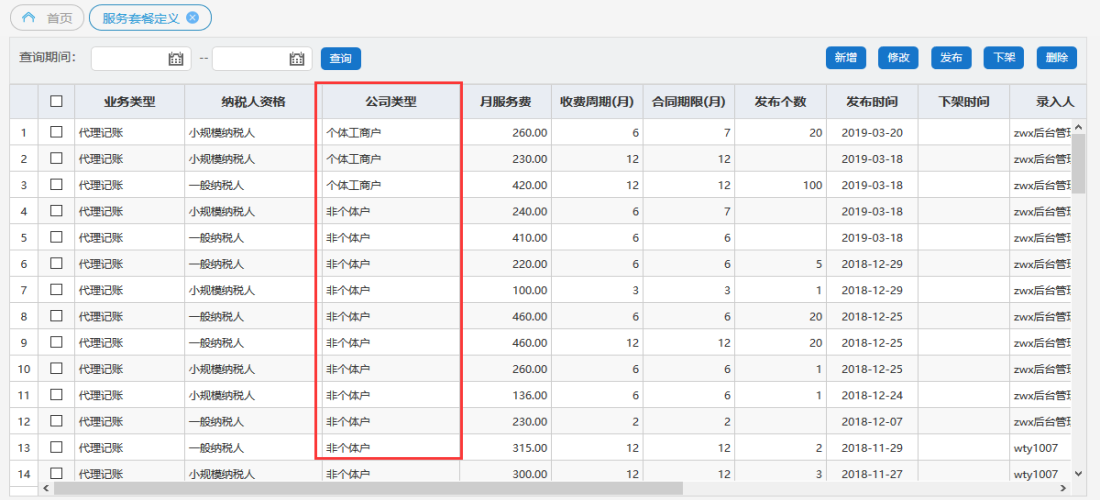 首页 服务套餐定义
查询期间： -- 查询 新增 修改 发布 下架 删除
业务类型 纳税人资格 公司类型 月服务费 收费周期(月) 合同期限(月) 发布个数 发布时间 下架时间 录入人
1 代理记账 小规模纳税人 个体工商户 260.00 6 7 20 2019-03-20 zwx后台管理
2 代理记账 小规模纳税人 个体工商户 230.00 12 12 2019-03-18 zwx后台管理
3 代理记账 一般纳税人 个体工商户 420.00 12 12 100 2019-03-18 zwx后台管理
4 代理记账 小规模纳税人 非个体户 240.00 6 7 2019-03-18 zwx后台管理
5 代理记账 一般纳税人 非个体户 410.00 6 6 2019-03-18 zwx后台管理
6 代理记账 一般纳税人 非个体户 220.00 6 6 5 2018-12-29 zwx后台管理
7 代理记账 小规模纳税人 非个体户 100.00 3 3 1 2018-12-29 zwx后台管理
8 代理记账 一般纳税人 非个体户 460.00 6 6 20 2018-12-25 zwx后台管理
9 代理记账 一般纳税人 非个体户 460.00 12 12 20 2018-12-25 zwx后台管理
10 代理记账 小规模纳税人 非个体户 260.00 6 6 1 2018-12-25 zwx后台管理
11 代理记账 小规模纳税人 非个体户 136.00 6 6 1 2018-12-24 zwx后台管理
12 代理记账 一般纳税人 非个体户 230.00 2 2 2018-12-07 zwx后台管理
13 代理记账 一般纳税人 非个体户 315.00 12 12 2 2018-11-29 wty1007
14 代理记账 小规模纳税人 非个体户 300.00 12 12 3 2018-11-27 wty1007